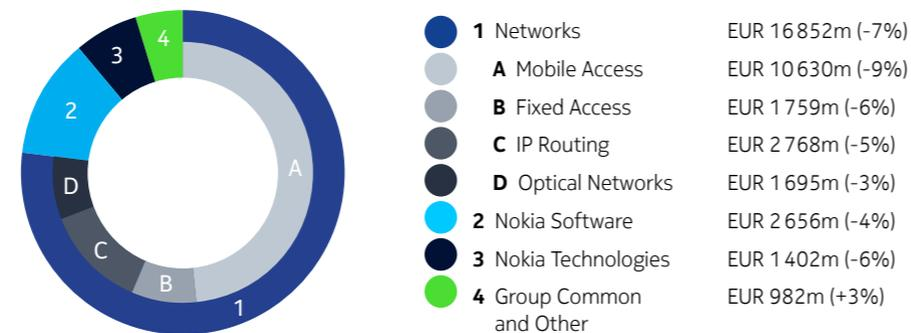 4
3
2
A
D
C
B
1
1 Networks EUR 16 852m (-7%)
A Mobile Access EUR 10 630m (-9%)
B Fixed Access EUR 1 759m (-6%)
C IP Routing EUR 2 768m (-5%)
D Optical Networks EUR 1 695m (-3%)
2 Nokia Software EUR 2 656m (-4%)
3 Nokia Technologies EUR 1 402m (-6%)
4 Group Common EUR 982m (+3%)
and Other